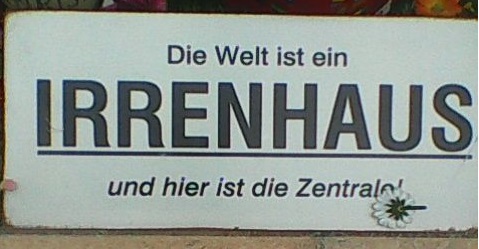 Die Welt ist ein
IRRENHAUS
und hier ist die Zentrale!